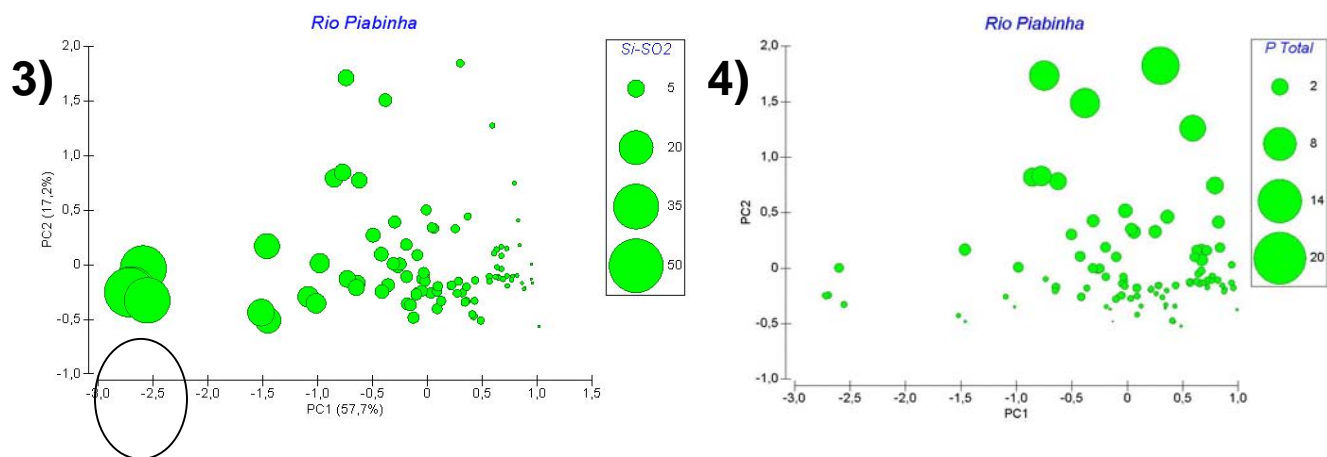 3)
Rio Piabinha
Si-SO2
5
20
35
50
2,0
1,5
1,0
0,5
0
-0,5
-1,0
PC2 (17,2%)
-3,0 -2,5 -2,0 -1,5 -1,0 -0,5 0 0,5 1,0 1,5
PC1 (57,7%)
4)
Rio Piabinha
P Total
2
8
14
20
2,0
1,5
1,0
0,5
0
-0,5
-1,0
PC2
-3,0 -2,5 -2,0 -1,5 -1,0 -0,5 0 0,5 1,0
PC1